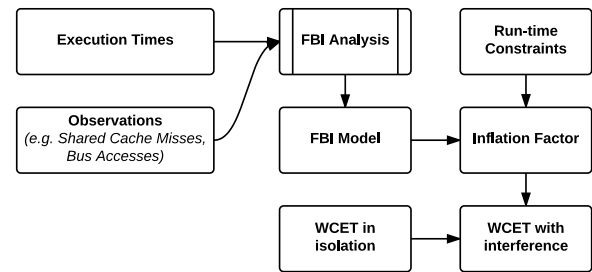 Execution Times
FBI Analysis
Run-time
Constraints
Observations
(e.g. Shared Cache Misses,
Bus Accesses)
FBI Model
Inflation Factor
WCET in
isolation
WCET with
interference